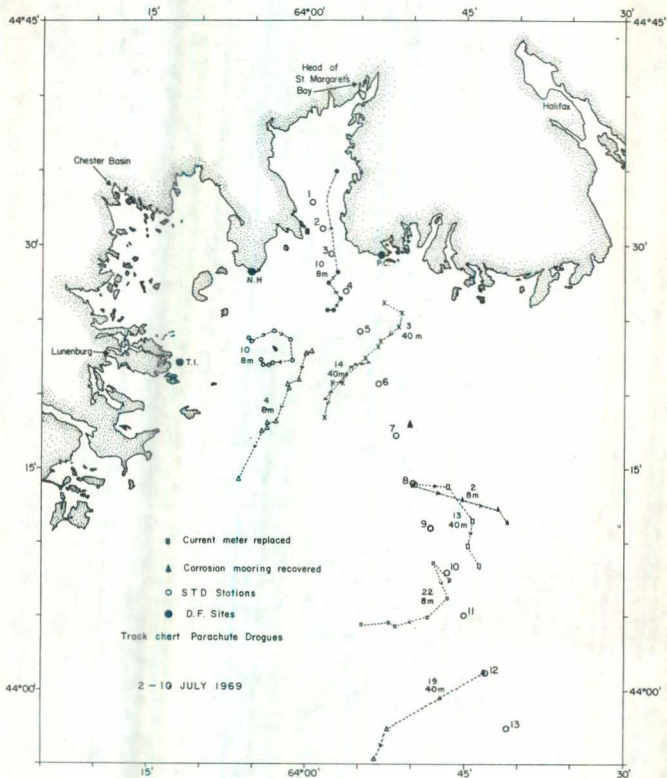 44°45'
15'
64°00'
45'
30'
44°45'
Head of
St Margaret's
Bay
Halifax
Chester Basin
1
2
30'
3
30'
10
8m
N.H
P.C.
4
3
40m
5
10
8m
Lunenburg
T.I.
14
40m
6
4
8m
7
15'
15'
8
2
8m
13
40m
9
Current meter replaced
Corrosion mooring recovered
10
S T D Stations
22
8m
D.F. Sites
11
Track chart Parachute Drogues
2 - 10 JULY 1969
12
44°00'
19
40m
44°00'
13
15'
64°00'
45'
30'